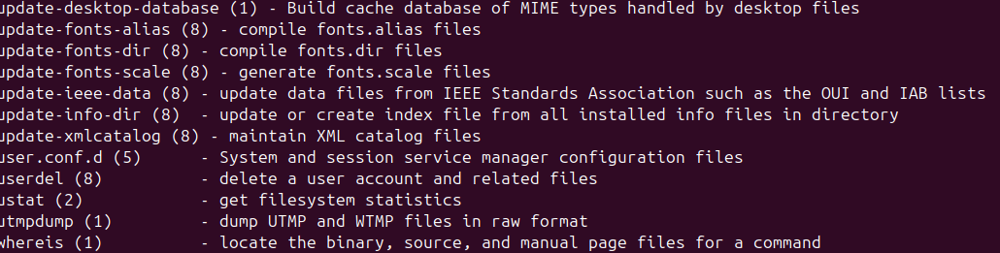 update-desktop-database (1) - Build cache database of MIME types handled by desktop files
update-fonts-alias (8) - compile fonts.alias files
update-fonts-dir (8) - compile fonts.dir files
update-fonts-scale (8) - generate fonts.scale files
update-ieee-data (8) - update data files from IEEE Standards Association such as the OUI and IAB lists
update-info-dir (8)  - update or create index file from all installed info files in directory
update-xmlcatalog (8) - maintain XML catalog files
user.conf.d (5)      - System and session service manager configuration files
userdel (8)          - delete a user account and related files
ustat (2)            - get filesystem statistics
utmpdump (1)         - dump UTMP and WTMP files in raw format
whereis (1)          - locate the binary, source, and manual page files for a command